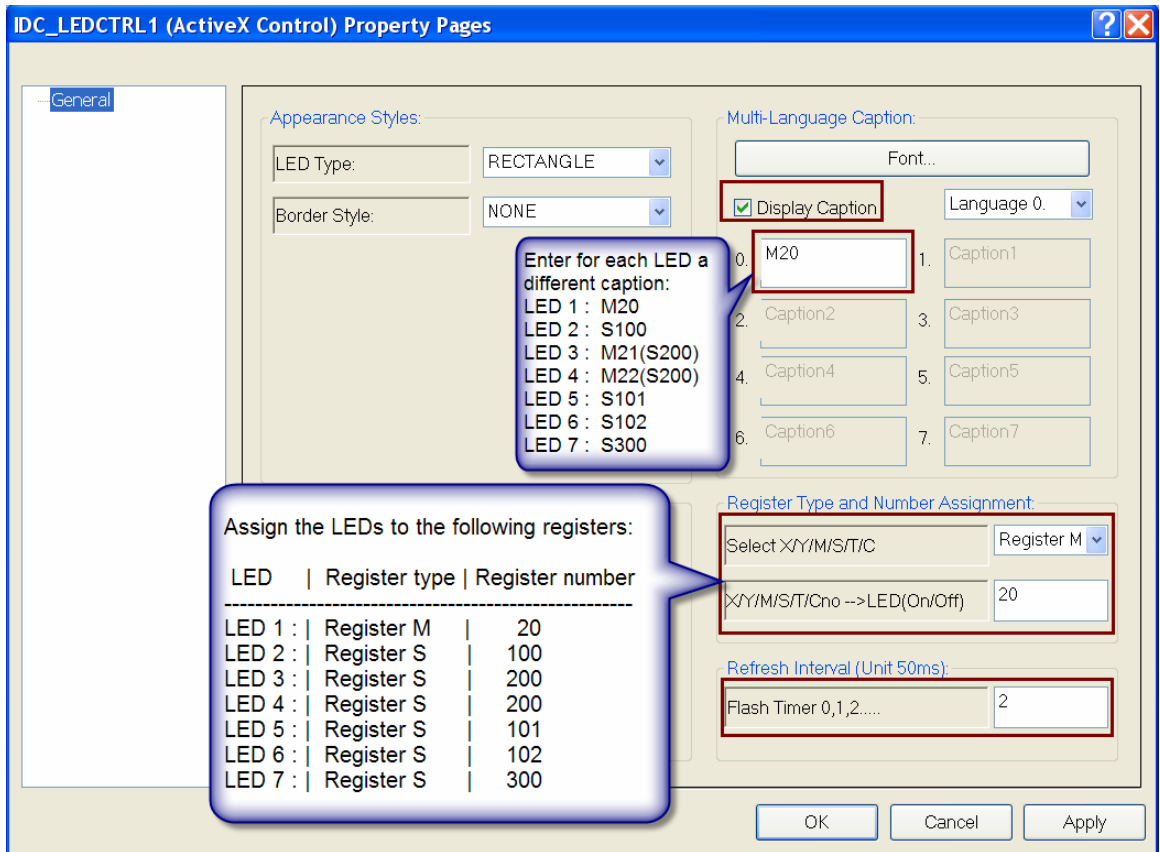 IDC_LEDCTRL1 (ActiveX Control) Property Pages
General
Appearance Styles:
LED Type:
RECTANGLE
Border Style:
NONE
Multi-Language Caption:
Font...
Display Caption
Language 0.
0.
M20
1.
Caption1
2.
Caption2
3.
Caption3
4.
Caption4
5.
Caption5
6.
Caption6
7.
Caption7
Enter for each LED a
different caption:
LED 1 : M20
LED 2 : S100
LED 3 : M21(S200)
LED 4 : M22(S200)
LED 5 : S101
LED 6 : S102
LED 7 : S300
Assign the LEDs to the following registers:
LED | Register type | Register number
-------------------------------------------------------
LED 1 : | Register M | 20
LED 2 : | Register S | 100
LED 3 : | Register S | 200
LED 4 : | Register S | 200
LED 5 : | Register S | 101
LED 6 : | Register S | 102
LED 7 : | Register S | 300
Register Type and Number Assignment:
Select X/Y/M/S/T/C
Register M
X/Y/M/S/T/Cno -->LED(On/Off)
20
Refresh Interval (Unit 50ms):
Flash Timer 0,1,2.....
2
OK
Cancel
Apply